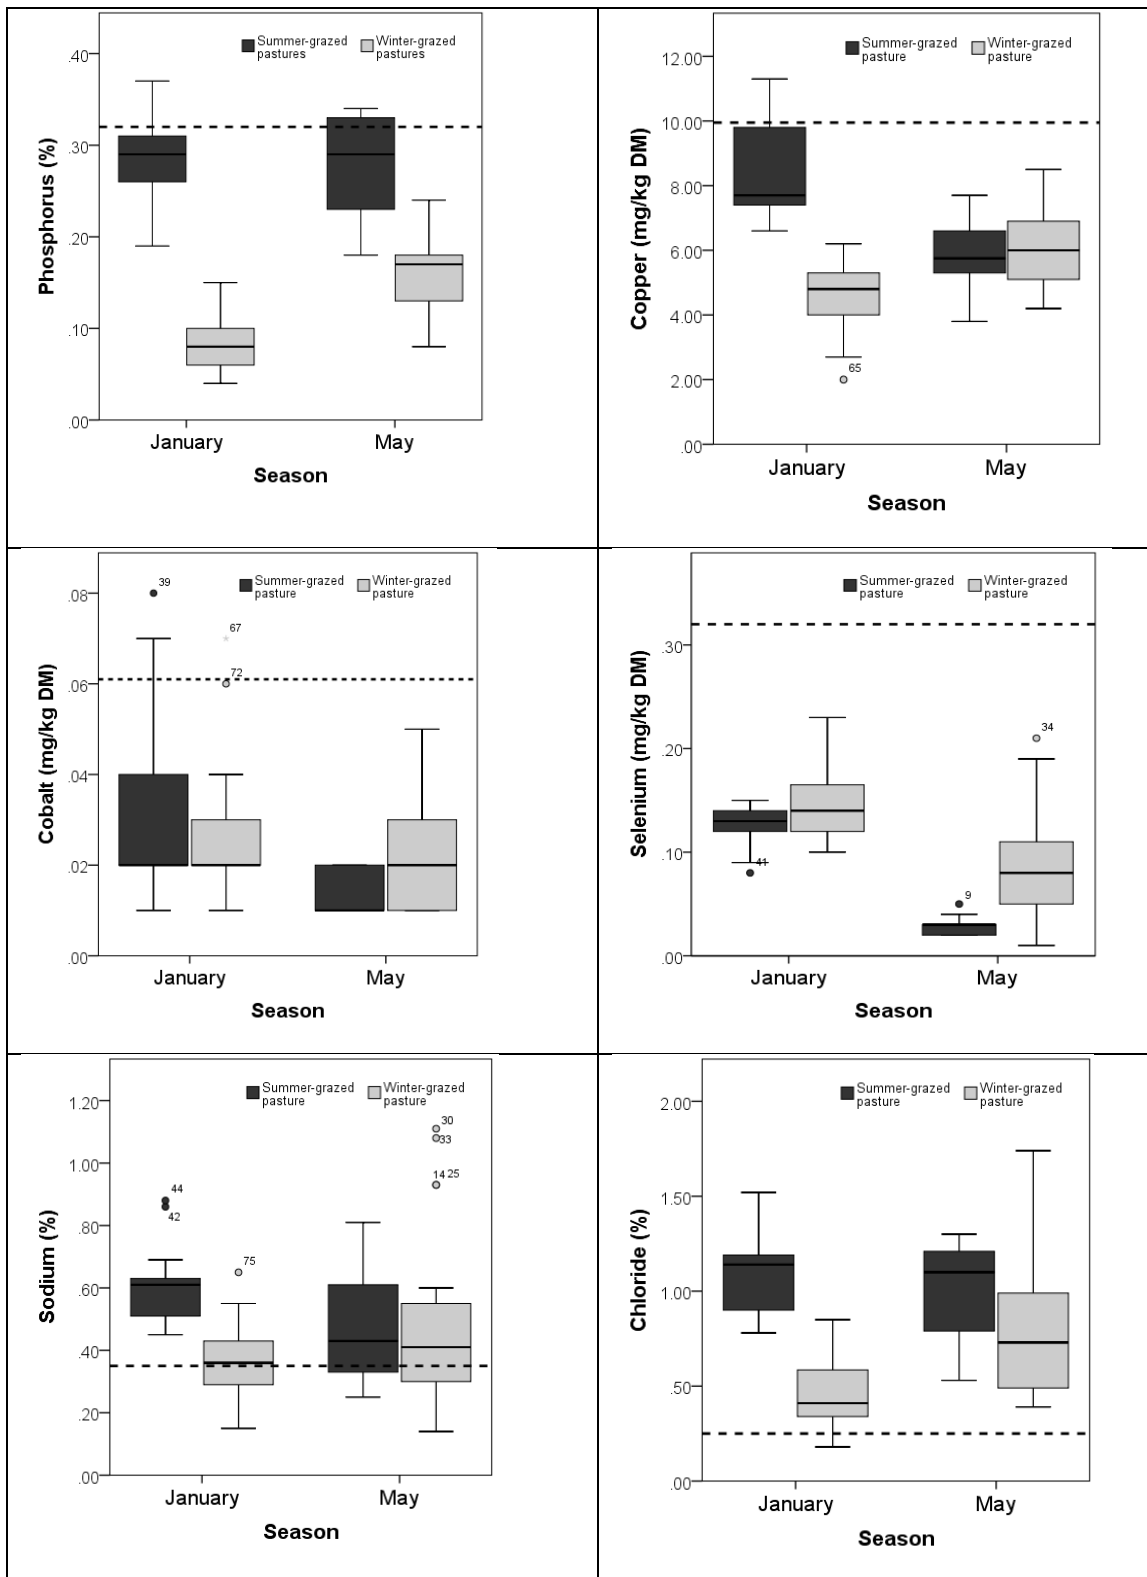 Summer-grazed pastures
Winter-grazed pastures
Phosphorus (%)
.40
.30
.20
.10
.00
January
May
Season
Summer-grazed pasture
Winter-grazed pasture
Copper (mg/kg DM)
12.00
10.00
8.00
6.00
4.00
2.00
.00
65
January
May
Season
Summer-grazed pasture
Winter-grazed pasture
Cobalt (mg/kg DM)
.08
.06
.04
.02
.00
39
67
72
January
May
Season
Summer-grazed pasture
Winter-grazed pasture
Selenium (mg/kg DM)
.30
.20
.10
.00
41
9
34
January
May
Season
Summer-grazed pasture
Winter-grazed pasture
Sodium (%)
1.20
1.00
.80
.60
.40
.20
.00
44
42
75
30
33
14 25
January
May
Season
Summer-grazed pasture
Winter-grazed pasture
Chloride (%)
2.00
1.50
1.00
.50
.00
January
May
Season